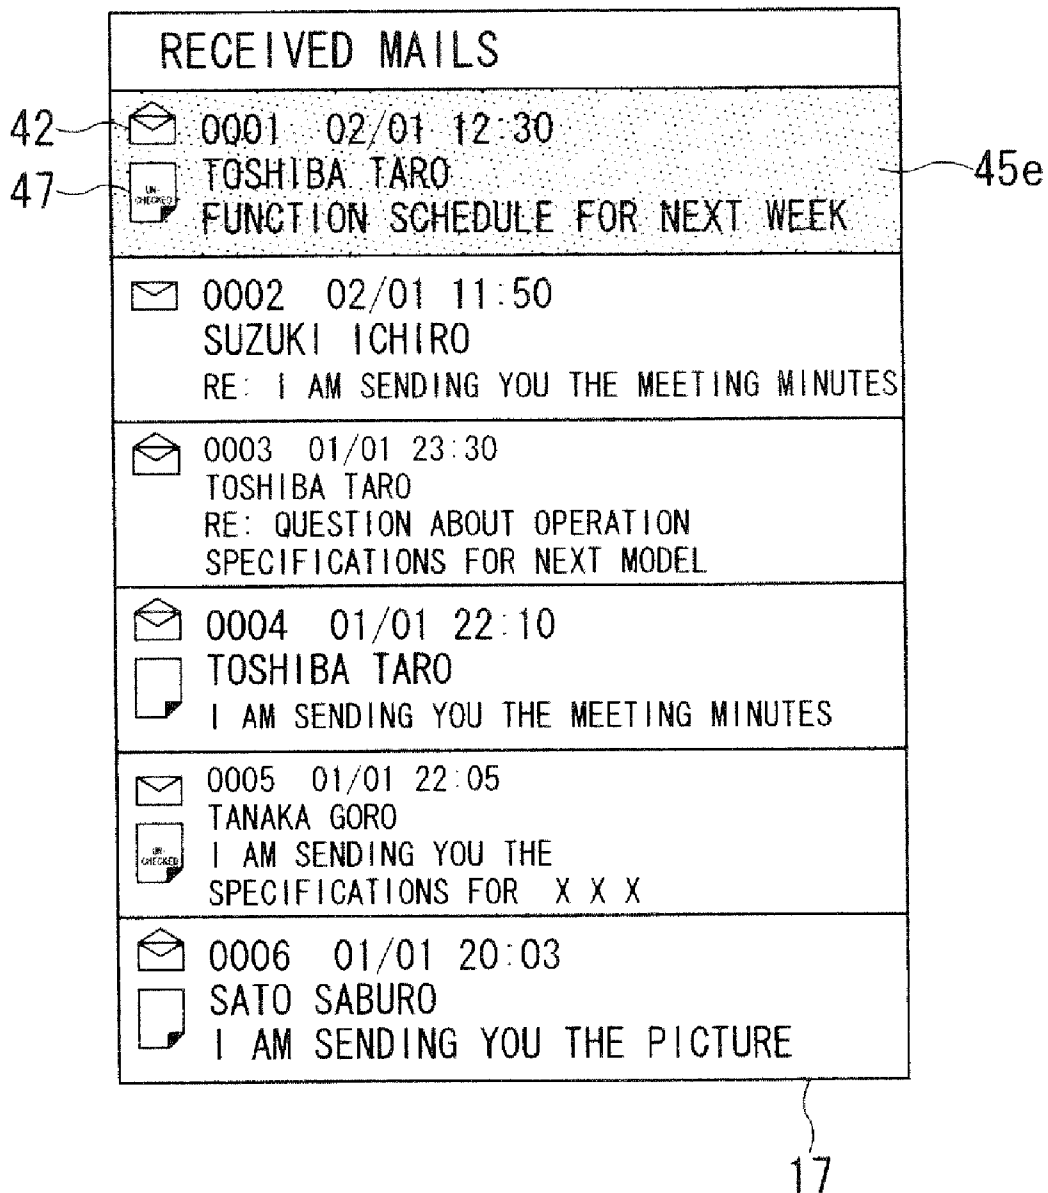 RECEIVED MAILS
42
0001 02/01 12:30
47
UN-
CHECKED
TOSHIBA TARO
45e
FUNCTION SCHEDULE FOR NEXT WEEK
0002 02/01 11:50
SUZUKI ICHIRO
RE: I AM SENDING YOU THE MEETING MINUTES
0003 01/01 23:30
TOSHIBA TARO
RE: QUESTION ABOUT OPERATION
SPECIFICATIONS FOR NEXT MODEL
0004 01/01 22:10
TOSHIBA TARO
I AM SENDING YOU THE MEETING MINUTES
0005 01/01 22:05
TANAKA GORO
UN-
CHECKED
I AM SENDING YOU THE
SPECIFICATIONS FOR X X X
0006 01/01 20:03
SATO SABURO
I AM SENDING YOU THE PICTURE
17